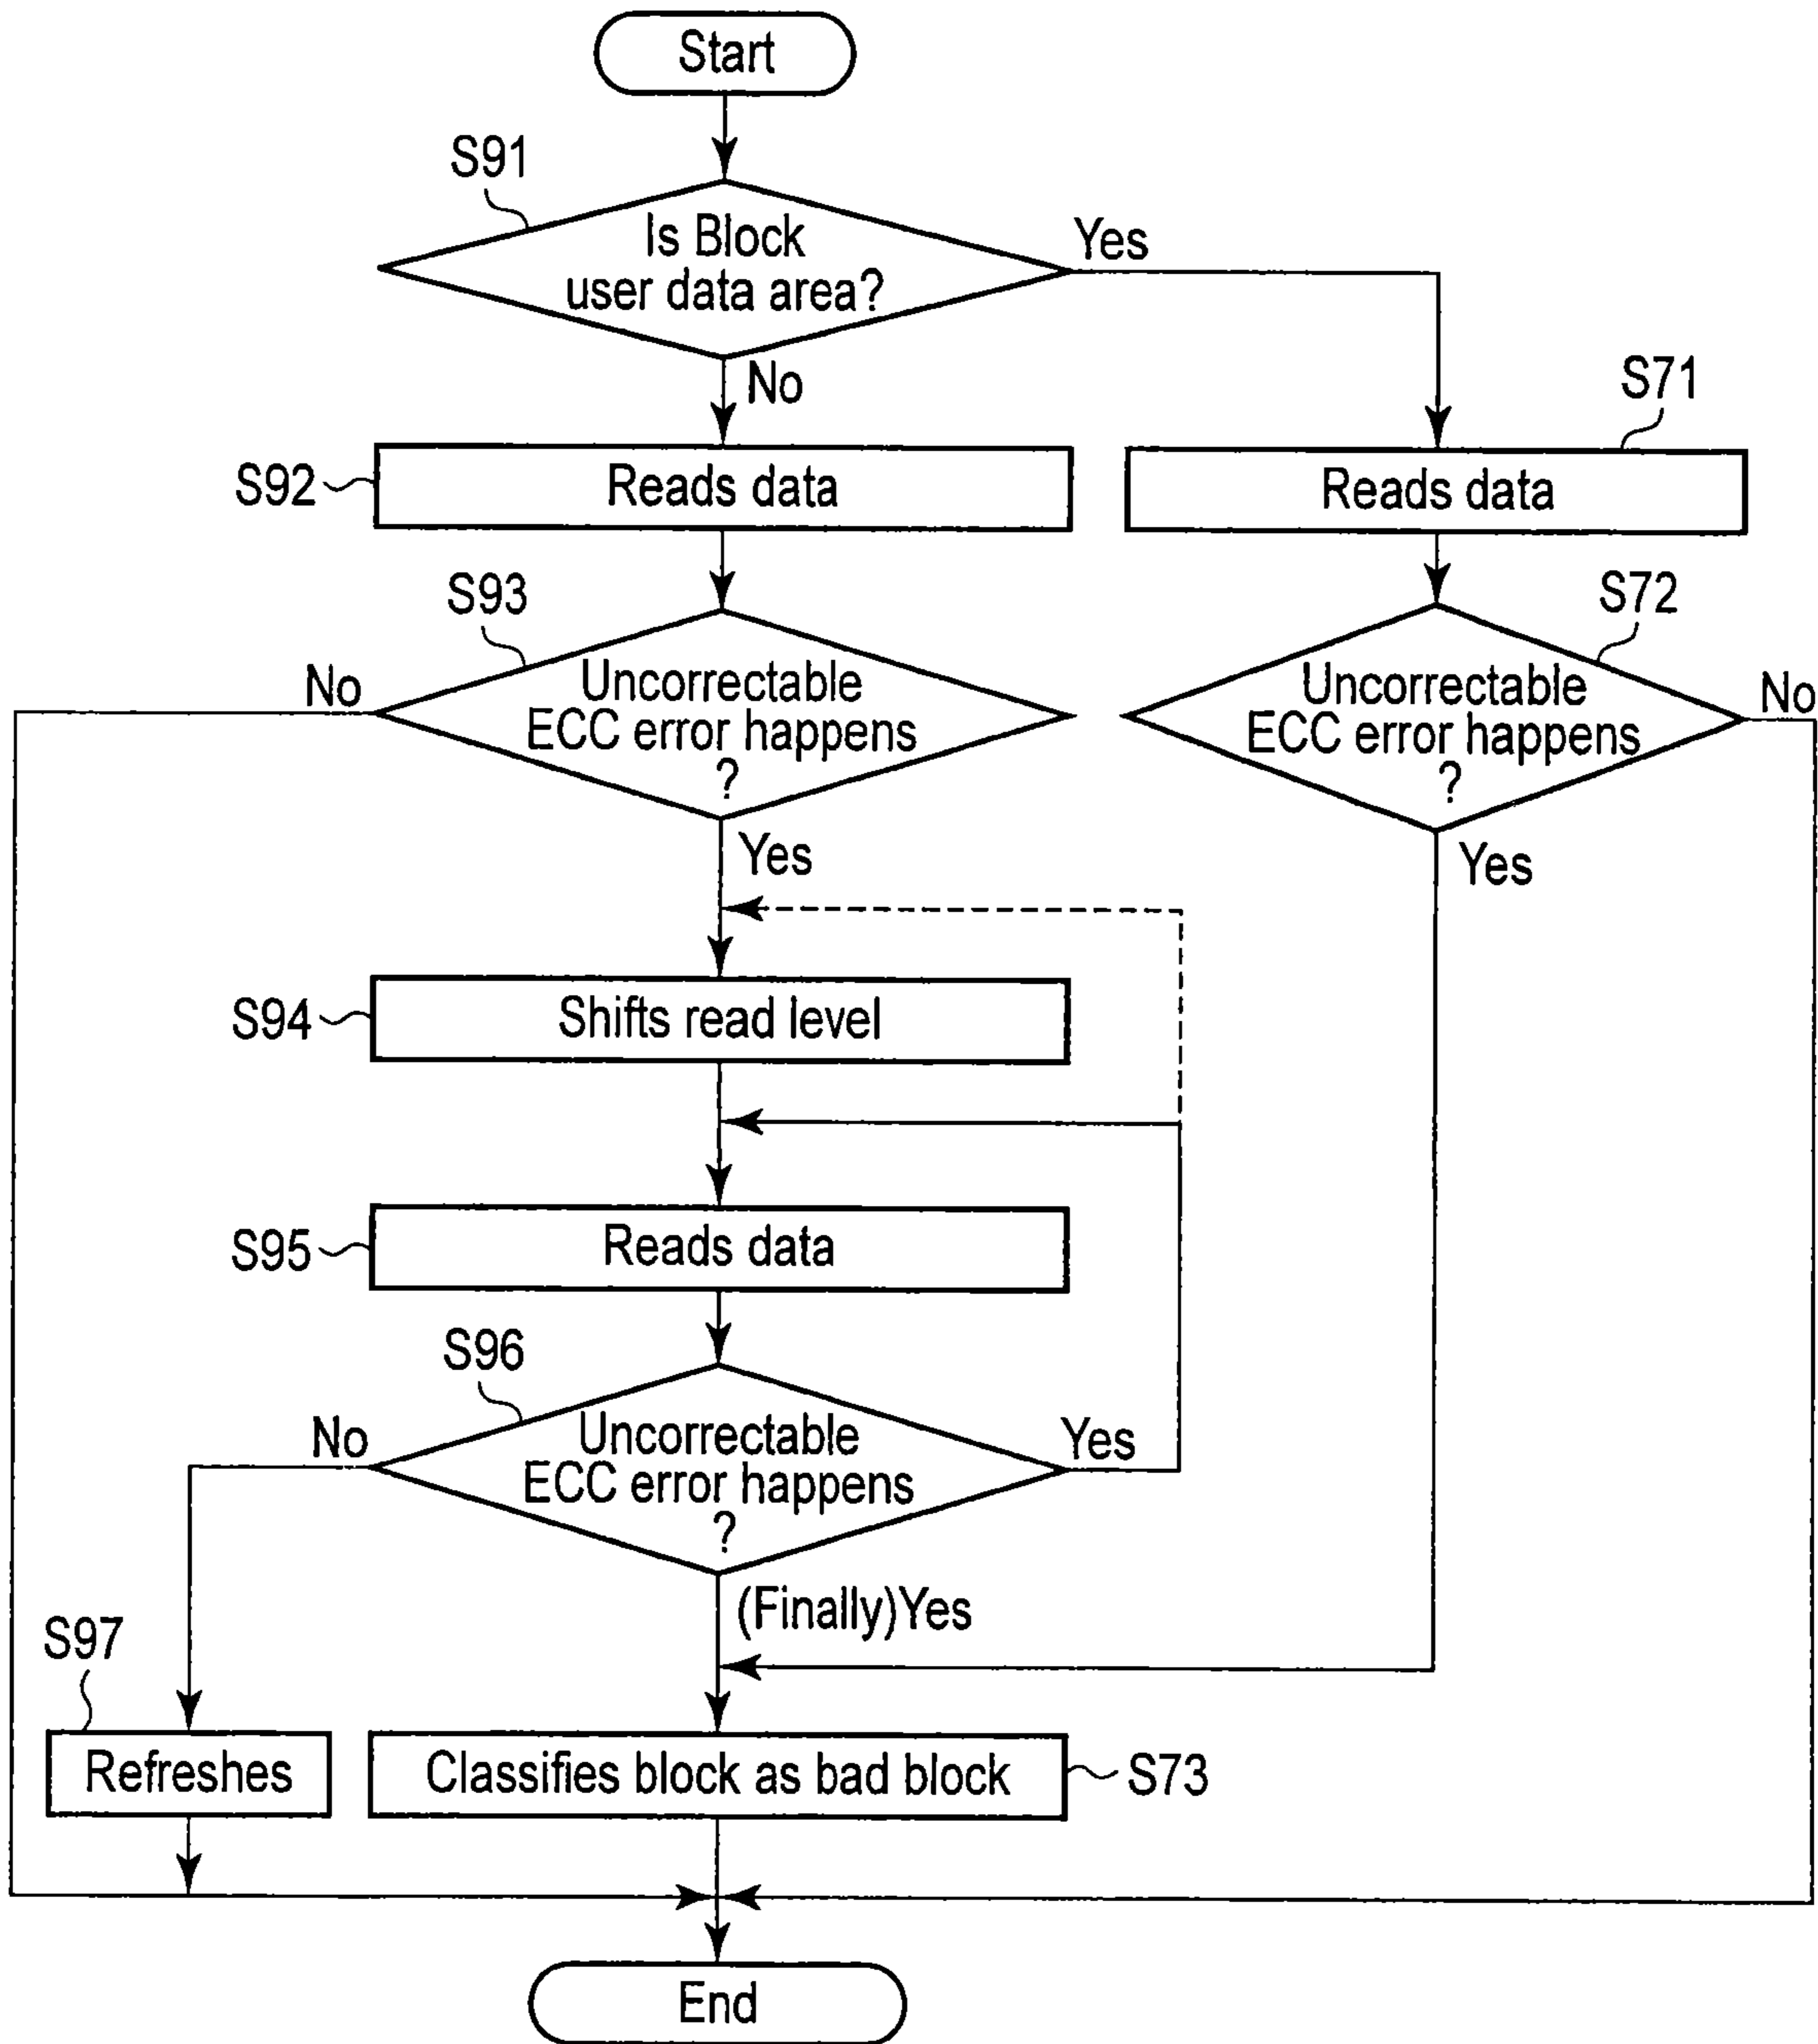 Start
S91
Is Block
user data area?
Yes
No
S71
S92
Reads data
Reads data
S93
S72
No
Uncorrectable
ECC error happens
?
Uncorrectable
ECC error happens
?
No
Yes
Yes
S94
Shifts read level
S95
Reads data
S96
No
Uncorrectable
ECC error happens
?
Yes
(Finally)Yes
S97
Refreshes
Classifies block as bad block
S73
End